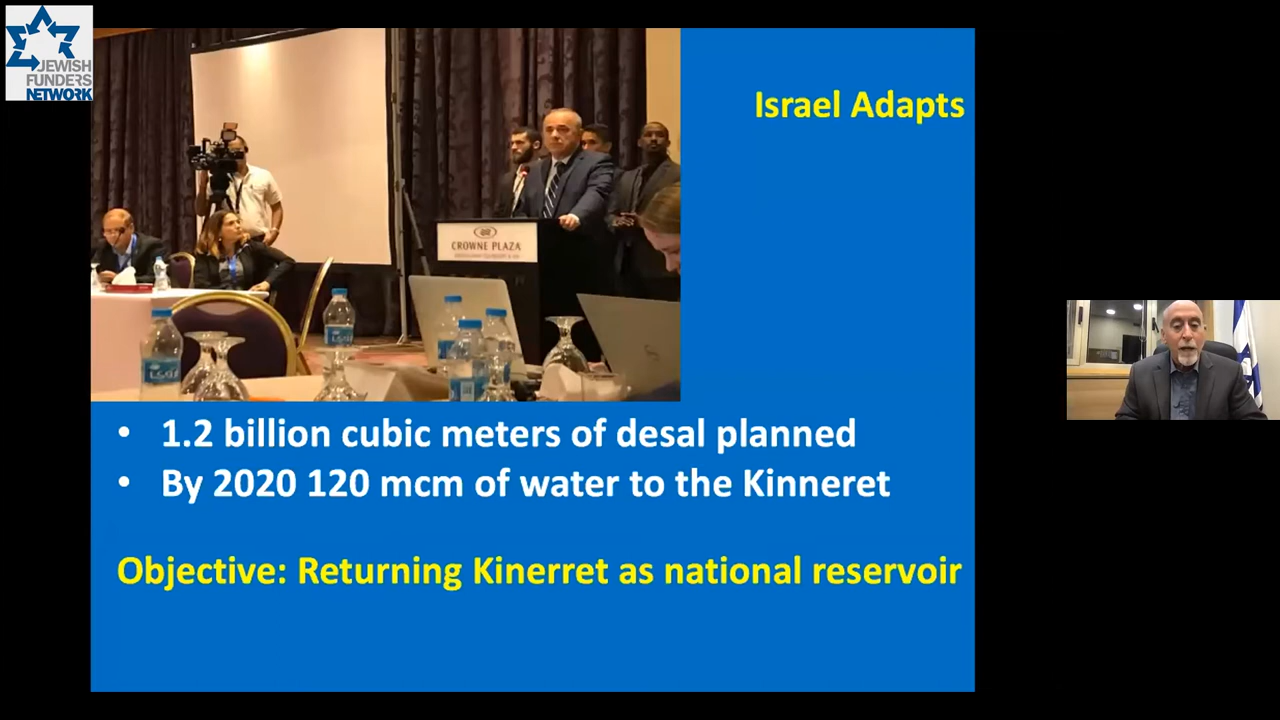 JEWISH
FUNDERS
NETWORK
Israel Adapts
CROWNE PLAZA
• 1.2 billion cubic meters of desal planned
• By 2020 120 mcm of water to the Kinneret
Objective: Returning Kinerret as national reservoir